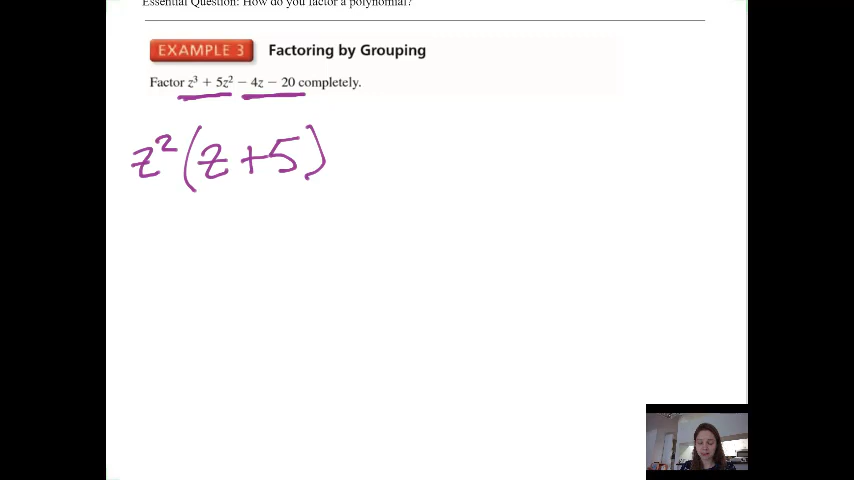 Essential Question: How do you factor a polynomial?
EXAMPLE 3 Factoring by Grouping
Factor z³ + 5z² − 4z − 20 completely.
z²(z+5)